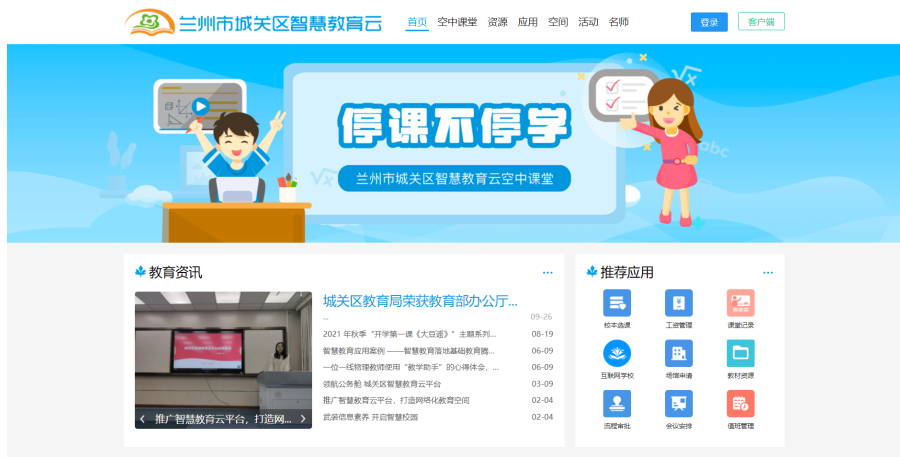 兰州市城关区智慧教育云
首页 空中课堂 资源 应用 空间 活动 名师
登录 客户端
停课不停学
兰州市城关区智慧教育云空中课堂
√x
√x
abc
教育资讯 ...
城关区教育局荣获教育部办公厅...
... 09-26
2021 年秋季“开学第一课《大豆谣》”主题系列... 08-19
智慧教育应用案例 ——智慧教育落地基础教育腾... 06-09
一位一线物理教师使用“教学助手”的心得体会，... 06-09
领航公务舱 城关区智慧教育云平台 03-09
推广智慧教育云平台，打造网络化教育空间 02-04
武装信息素养 开启智慧校园 02-04
推广智慧教育云平台，打造网...
推荐应用 ...
校本选课 工资管理 课堂记录
互联网学校 场馆申请 教材资源
流程审批 会议安排 值班管理